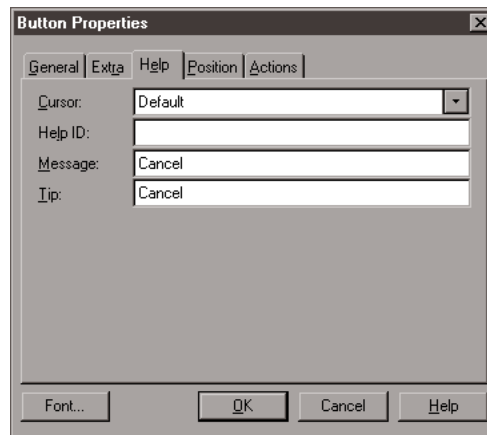 Button Properties
General Extra Help Position Actions
Cursor: Default
Help ID:
Message: Cancel
Tip: Cancel
Font... OK Cancel Help